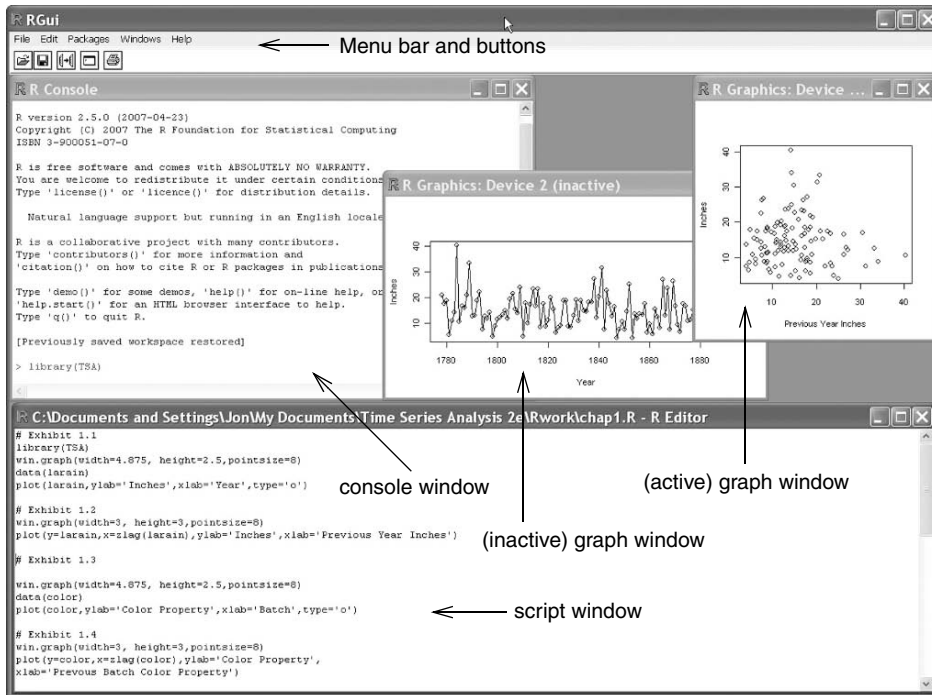 R RGui
File Edit Packages Windows Help
Menu bar and buttons
R R Console
R version 2.5.0 (2007-04-23)
Copyright (C) 2007 The R Foundation for Statistical Computing
ISBN 3-900051-07-0
R is free software and comes with ABSOLUTELY NO WARRANTY.
You are welcome to redistribute it under certain conditions
Type 'license()' or 'licence()' for distribution details.
Natural language support but running in an English locale
R is a collaborative project with many contributors.
Type 'contributors()' for more information and
'citation()' on how to cite R or R packages in publications
Type 'demo()' for some demos, 'help()' for on-line help, or
'help.start()' for an HTML browser interface to help.
Type 'q()' to quit R.
[Previously saved workspace restored]
> library(TSA)
R R Graphics: Device 2 (inactive)
Inches
40
30
20
10
1780 1800 1820 1840 1860 1880
Year
R R Graphics: Device ...
Inches
40
30
20
10
10 20 30 40
Previous Year Inches
R C:\Documents and Settings\Jon\My Documents\Time Series Analysis 2e\Rwork\chap1.R - R Editor
# Exhibit 1.1
library(TSA)
win.graph(width=4.875, height=2.5,pointsize=8)
data(larain)
plot(larain,ylab='Inches',xlab='Year',type='o')
# Exhibit 1.2
win.graph(width=3, height=3,pointsize=8)
plot(y=larain,x=zlag(larain),ylab='Inches',xlab='Previous Year Inches')
# Exhibit 1.3
win.graph(width=4.875, height=2.5,pointsize=8)
data(color)
plot(color,ylab='Color Property',xlab='Batch',type='o')
# Exhibit 1.4
win.graph(width=3, height=3,pointsize=8)
plot(y=color,x=zlag(color),ylab='Color Property',
xlab='Prevous Batch Color Property')
console window
(inactive) graph window
(active) graph window
script window